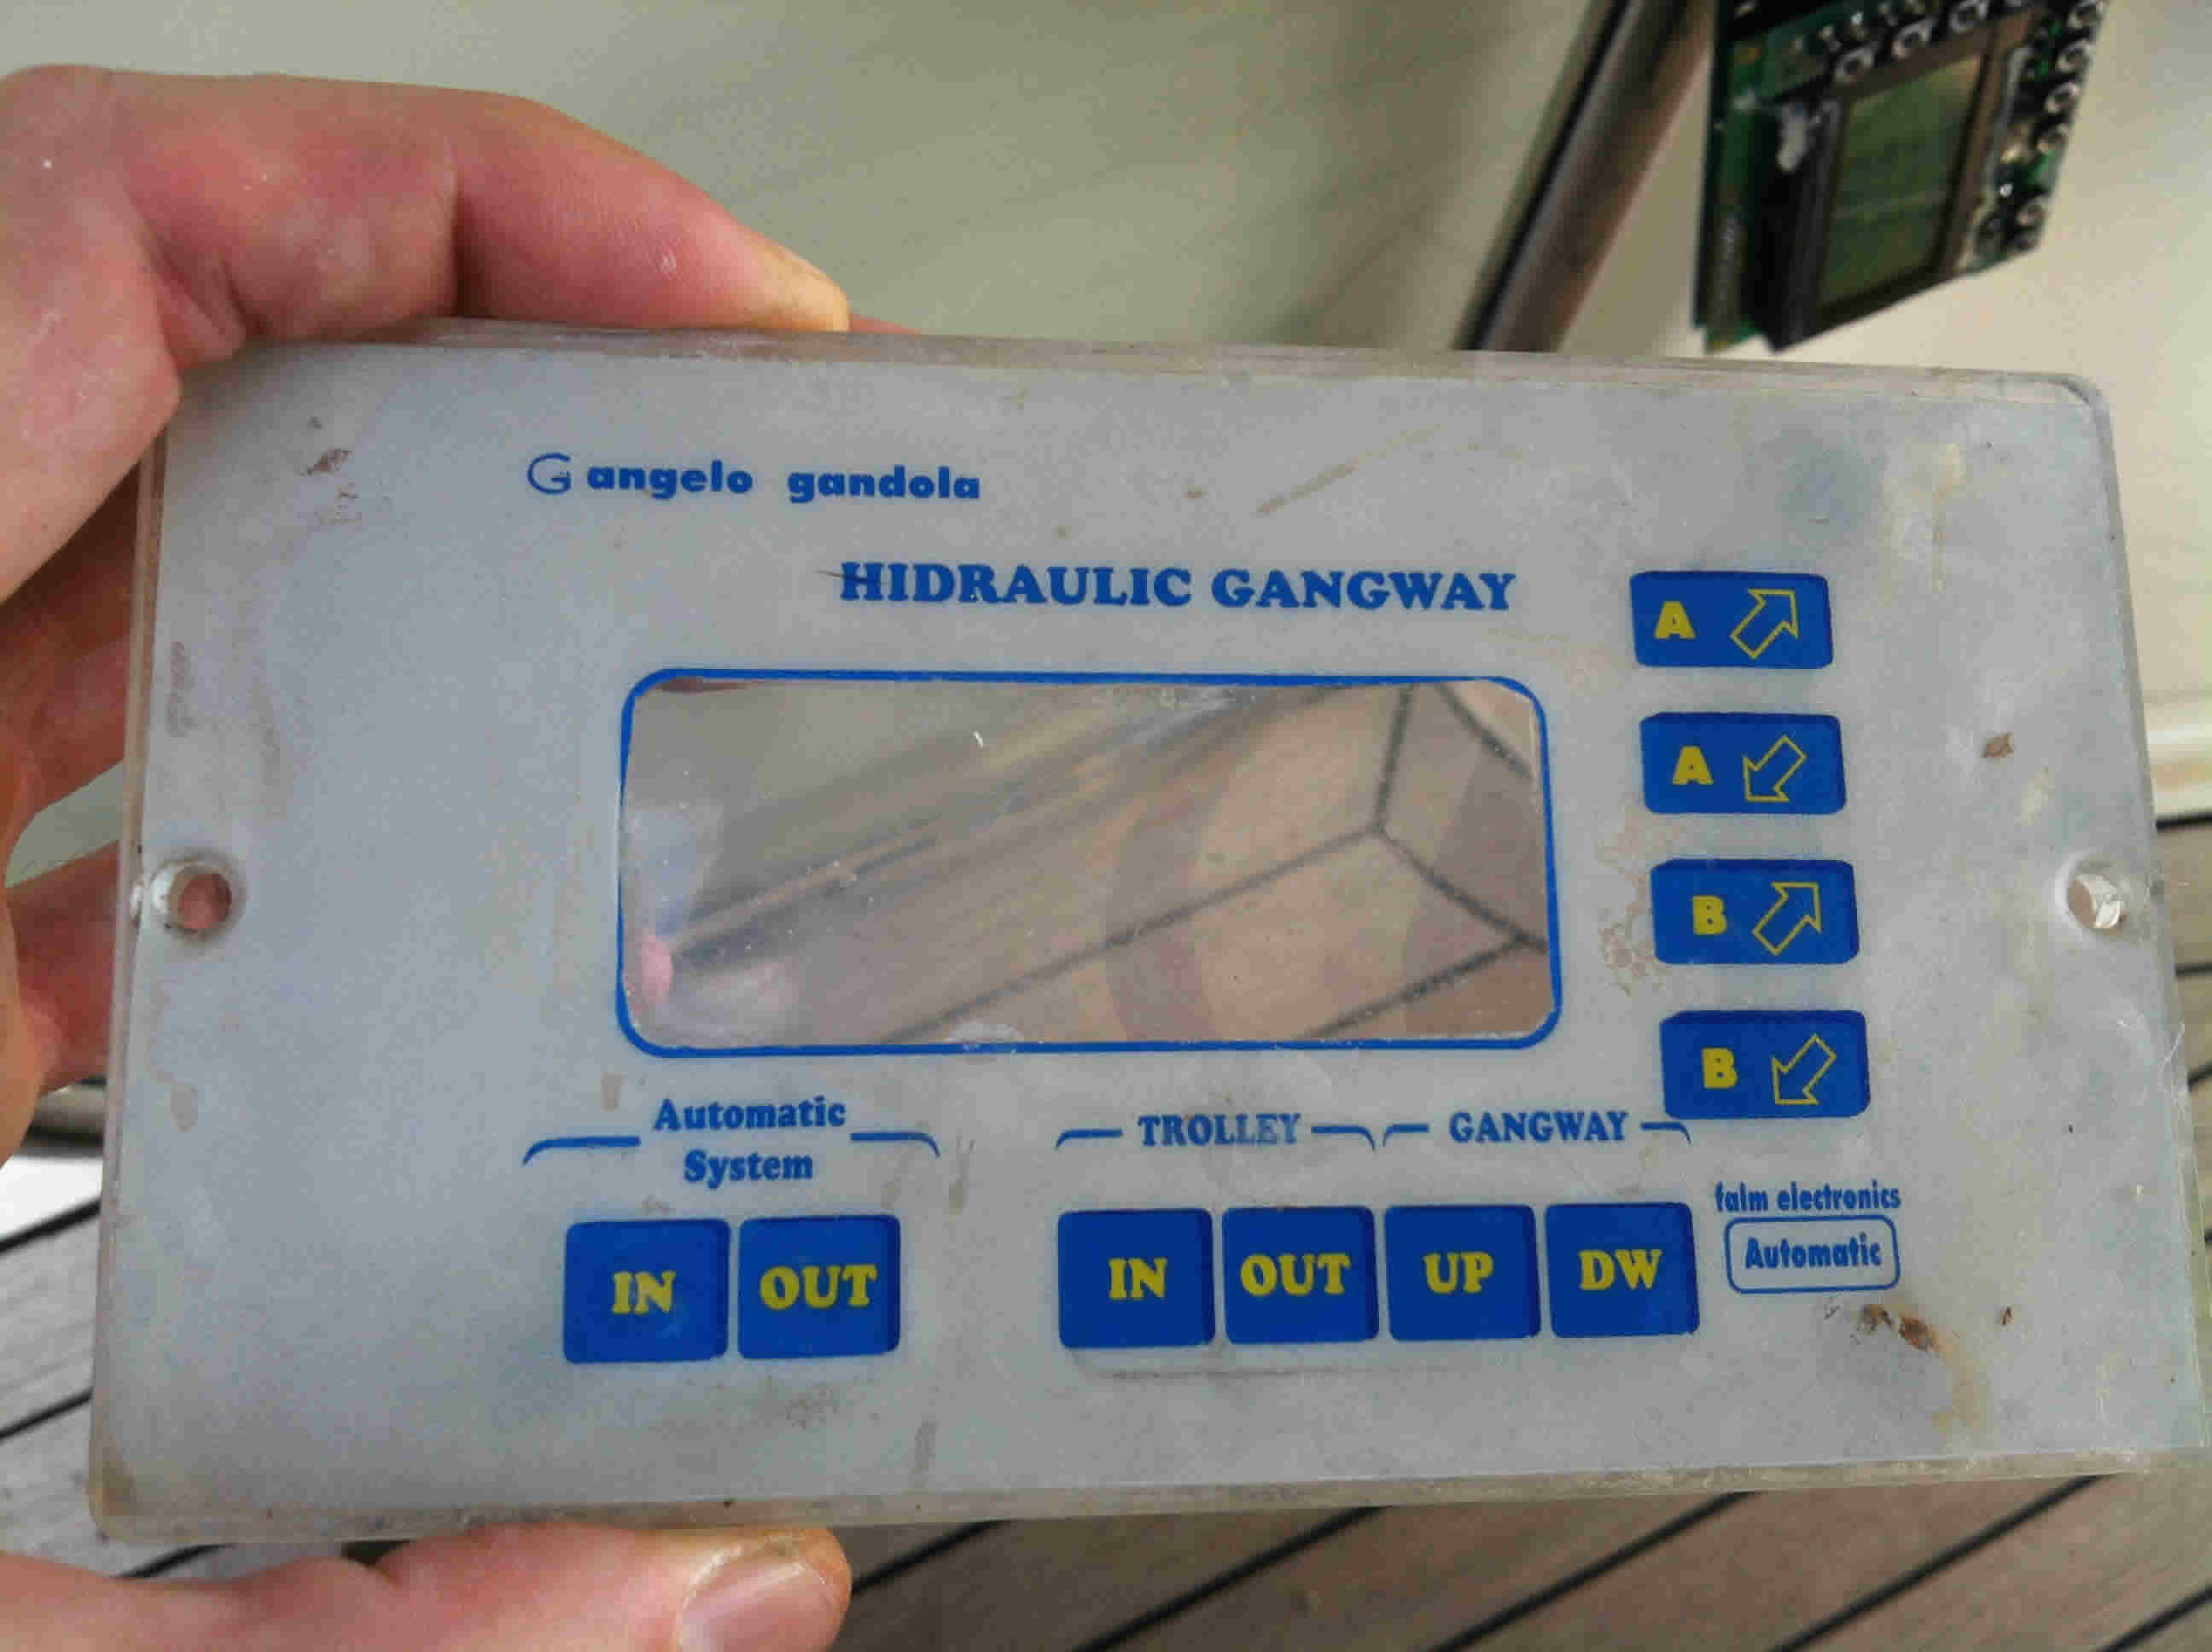 G angelo gandola
HIDRAULIC GANGWAY
A
A
B
B
Automatic
System
TROLLEY
GANGWAY
IN
OUT
IN
OUT
UP
DW
falm electronics
Automatic